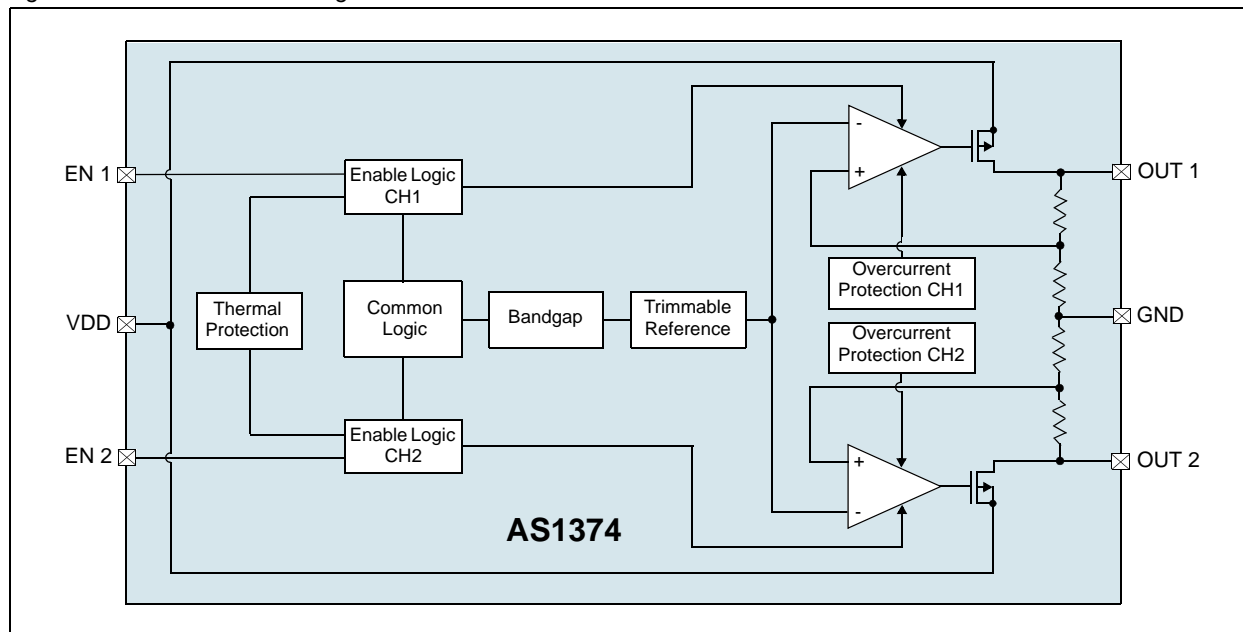 EN 1
VDD
EN 2
Enable Logic
CH1
Thermal
Protection
Common
Logic
Bandgap
Trimmable
Reference
Enable Logic
CH2
-
+
Overcurrent
Protection CH1
Overcurrent
Protection CH2
+
-
OUT 1
GND
OUT 2
AS1374